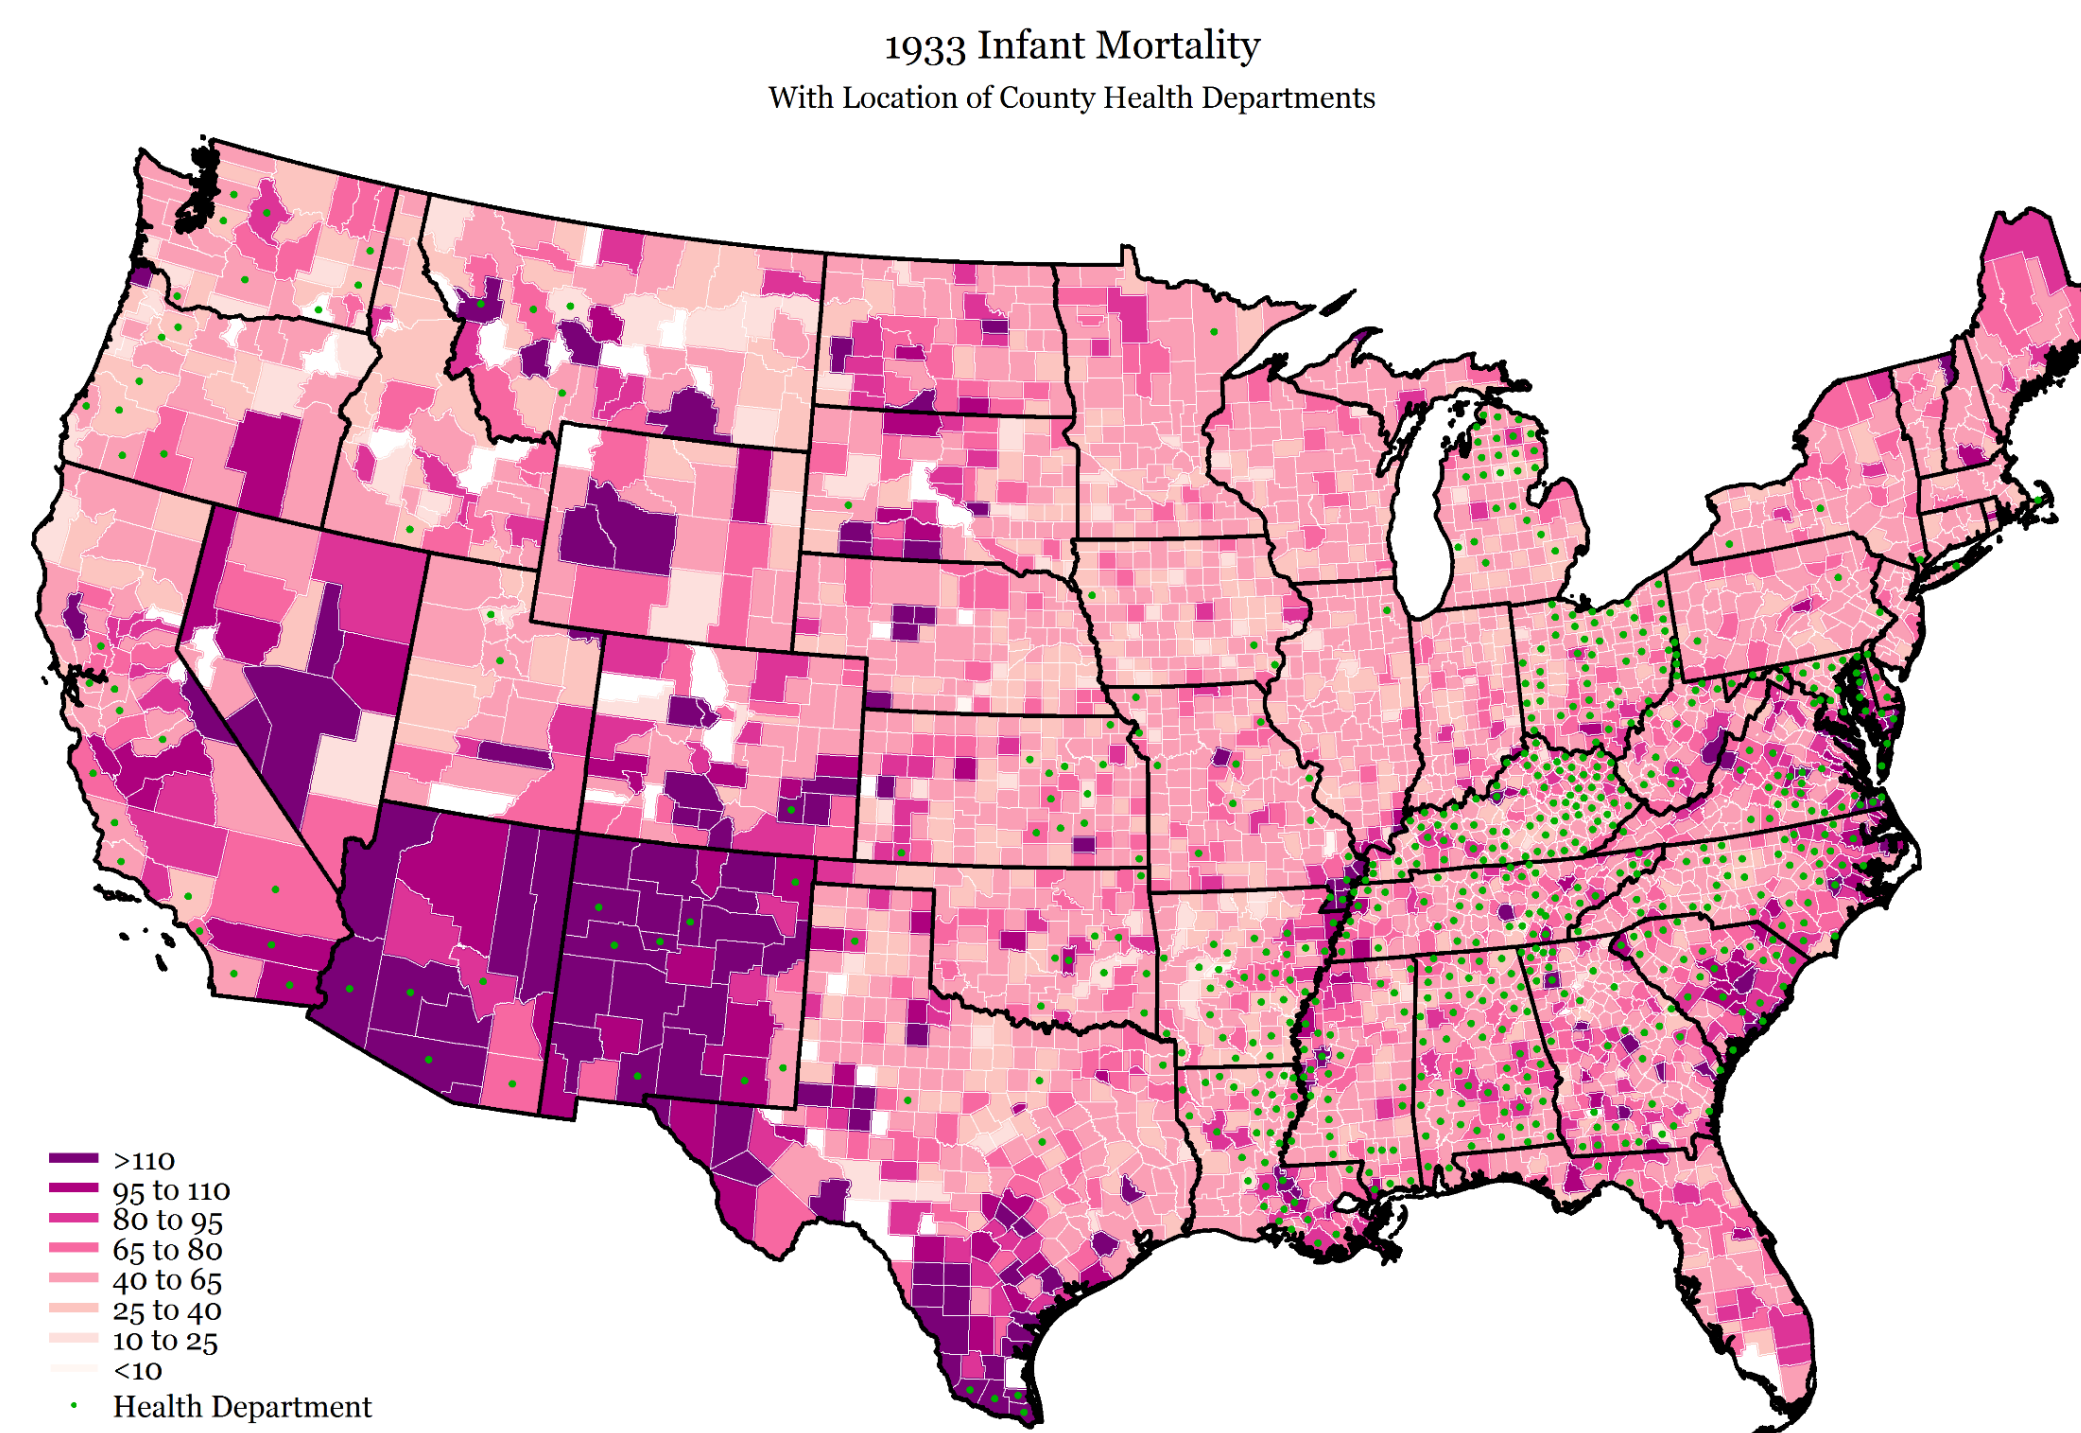 1933 Infant Mortality
With Location of County Health Departments
>110
95 to 110
80 to 95
65 to 80
40 to 65
25 to 40
10 to 25
<10
Health Department